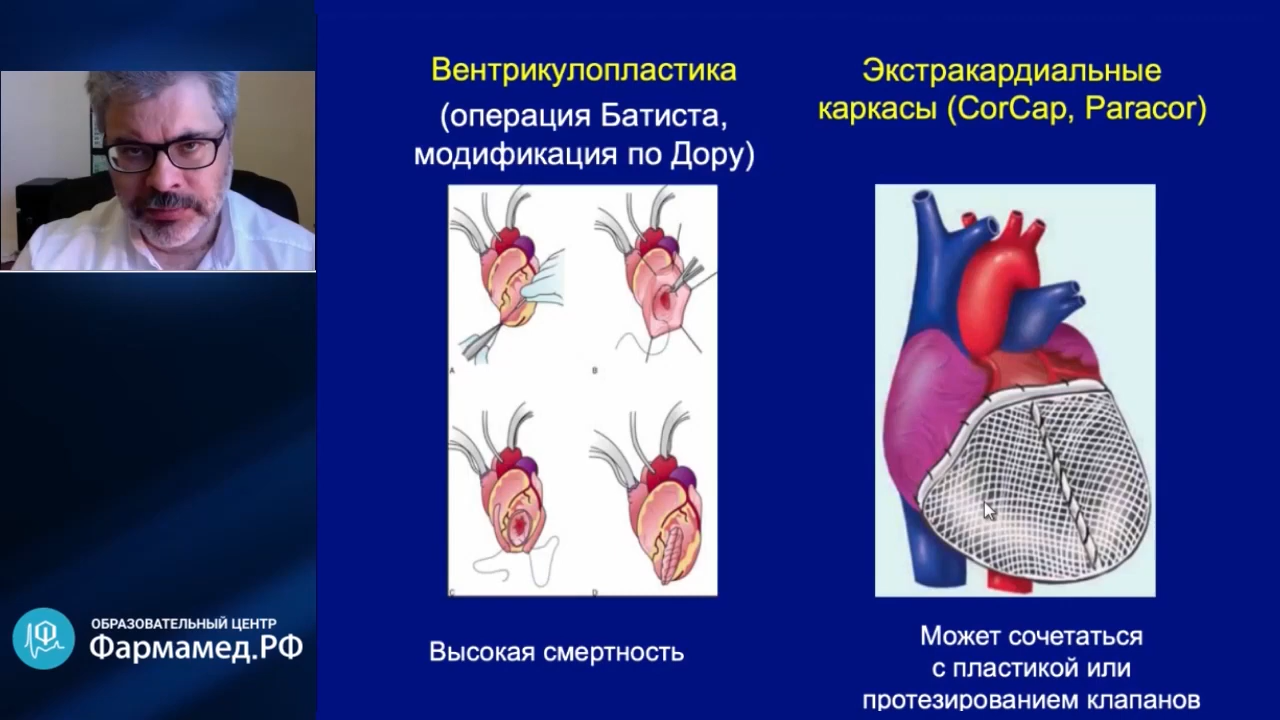 Вентрикулопластика
(операция Батиста,
модификация по Дору)
Экстракардиальные
каркасы (CorCap, Paracor)
A
B
C
D
Высокая смертность
Может сочетаться
с пластикой или
протезированием клапанов
ОБРАЗОВАТЕЛЬНЫЙ ЦЕНТР
Фармамед.РФ